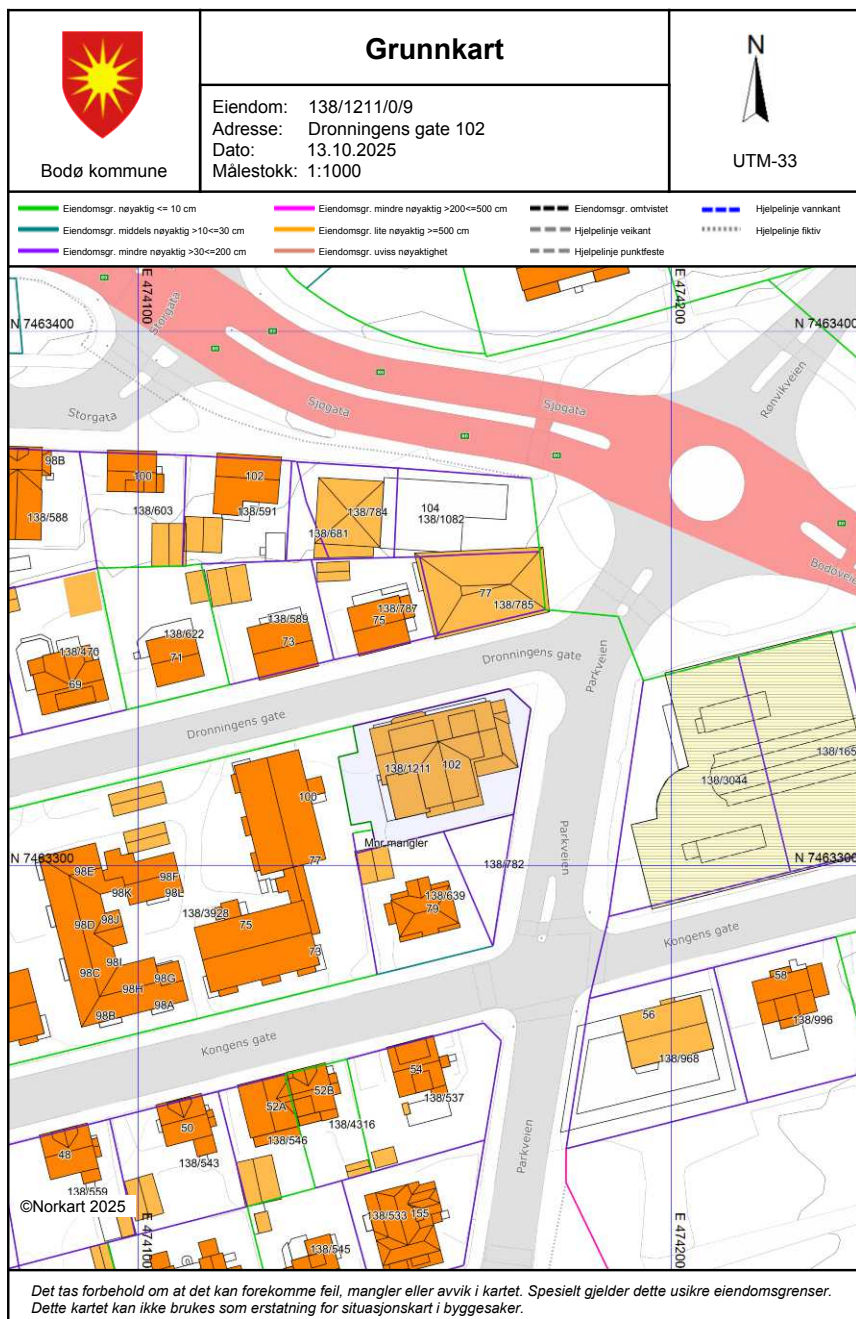 Grunnkart
Bodø kommune
Eiendom: 138/1211/0/9
Adresse: Dronningens gate 102
Dato: 13.10.2025
Målestokk: 1:1000
N
UTM-33
Eiendomsgr. nøyaktig <= 10 cm
Eiendomsgr. middels nøyaktig >10<=30 cm
Eiendomsgr. mindre nøyaktig >30<=200 cm
Eiendomsgr. mindre nøyaktig >200<=500 cm
Eiendomsgr. lite nøyaktig >=500 cm
Eiendomsgr. uviss nøyaktighet
Eiendomsgr. omtvistet
Hjelpelinje veikant
Hjelpelinje punktfeste
Hjelpelinje vannkant
Hjelpelinje fiktiv
E 474100
E 474200
N 7463400
N 7463400
Storgata
Storgata
Sjøgata
Sjøgata
Rønvikveien
98B
138/588
100
138/603
102
138/591
138/784
138/681
104
138/1082
77
138/785
138/787
75
138/589
73
138/622
71
138/470
69
Dronningens gate
Parkveien
Dronningens gate
138/1211
102
138/3044
138/165
100
Mnr mangler
Parkveien
N 7463300
N 7463300
77
138/782
98E
98F
98K
98L
138/3928
98J
98D
75
138/639
79
98I
98C
73
98G
98H
98A
98B
Kongens gate
Kongens gate
58
56
138/996
138/968
54
52B
52A
138/537
138/4316
50
138/546
48
138/543
Parkveien
138/559
©Norkart 2025
138/533
155
138/545
E 474100
E 474200
Det tas forbehold om at det kan forekomme feil, mangler eller avvik i kartet. Spesielt gjelder dette usikre eiendomsgrenser.
Dette kartet kan ikke brukes som erstatning for situasjonskart i byggesaker.